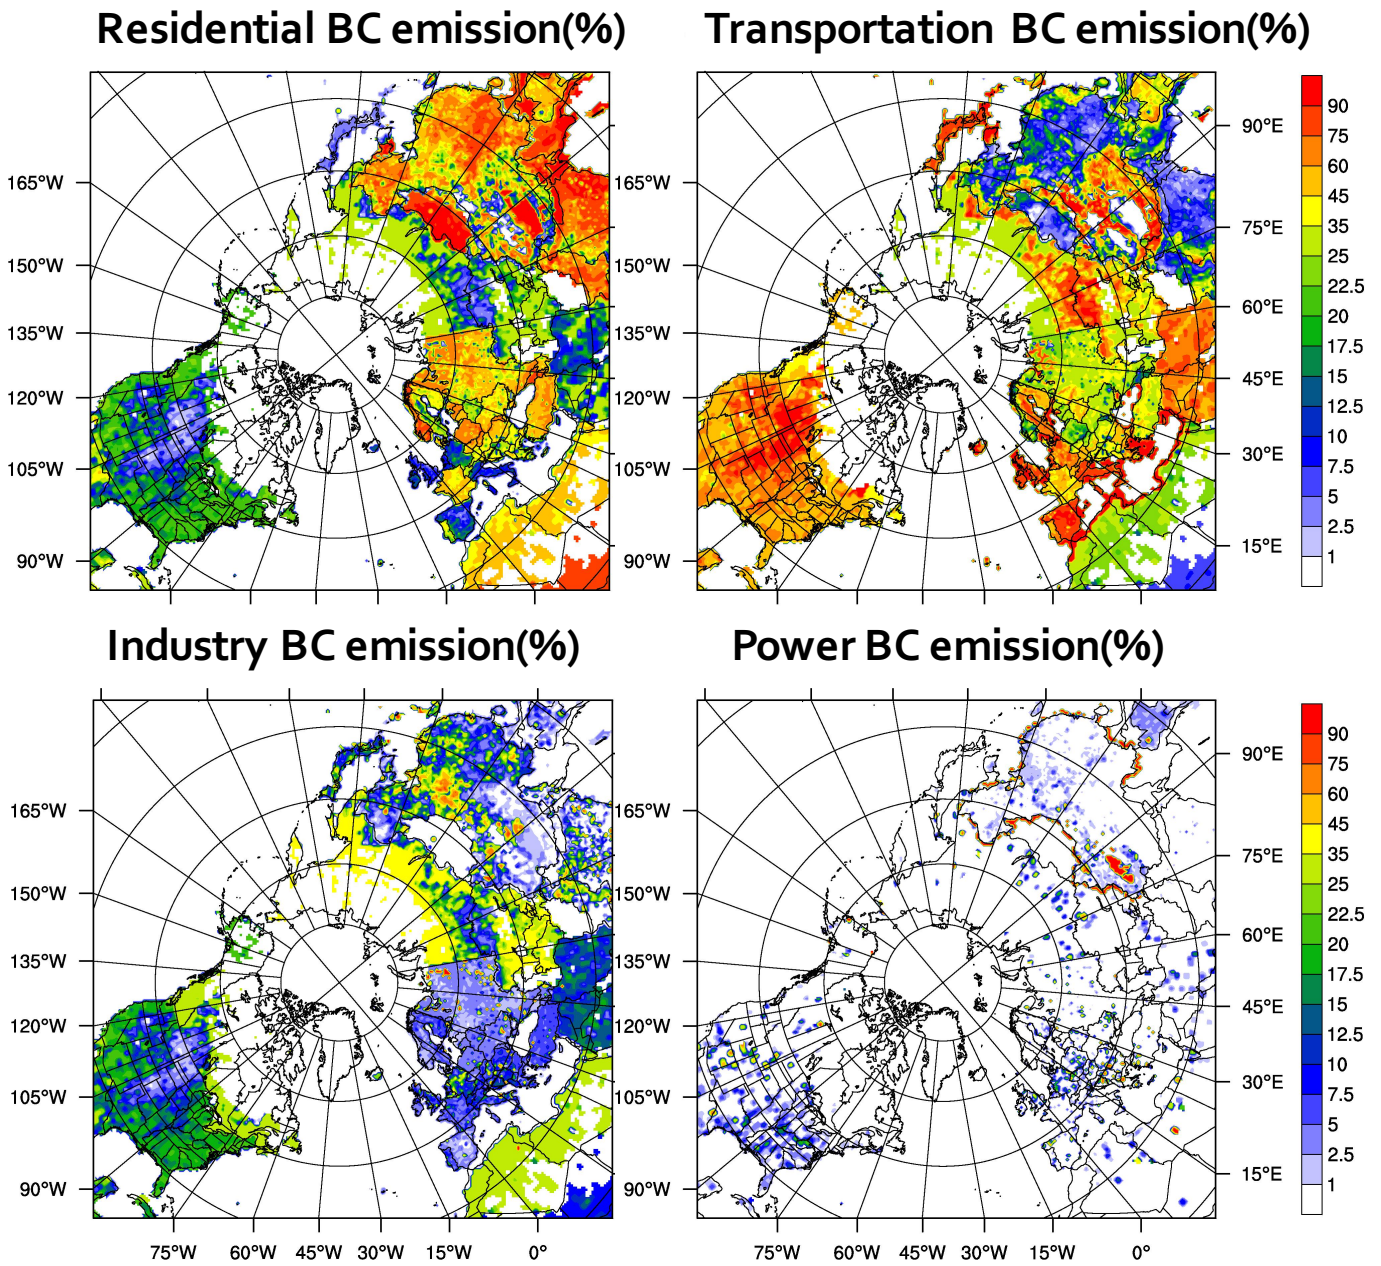 Residential BC emission(%)
Transportation BC emission(%)
165°W
150°W
135°W
120°W
105°W
90°W
165°W
150°W
135°W
120°W
105°W
90°W
90°E
75°E
60°E
45°E
30°E
15°E
90
75
60
45
35
25
22.5
20
17.5
15
12.5
10
7.5
5
2.5
1
Industry BC emission(%)
Power BC emission(%)
165°W
150°W
135°W
120°W
105°W
90°W
165°W
150°W
135°W
120°W
105°W
90°W
90°E
75°E
60°E
45°E
30°E
15°E
90
75
60
45
35
25
22.5
20
17.5
15
12.5
10
7.5
5
2.5
1
75°W 60°W 45°W 30°W 15°W 0°
75°W 60°W 45°W 30°W 15°W 0°